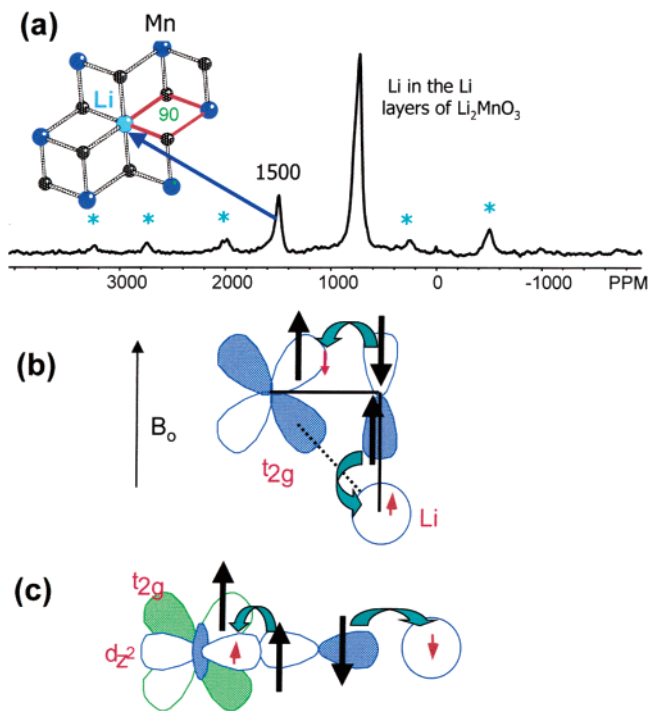 (a)
Mn
Li
90
Li in the Li
layers of Li₂MnO₃
1500
* * * * *
3000 2000 1000 0 -1000 PPM
(b)
Bₒ
t2g
Li
(c)
t2g
dz²